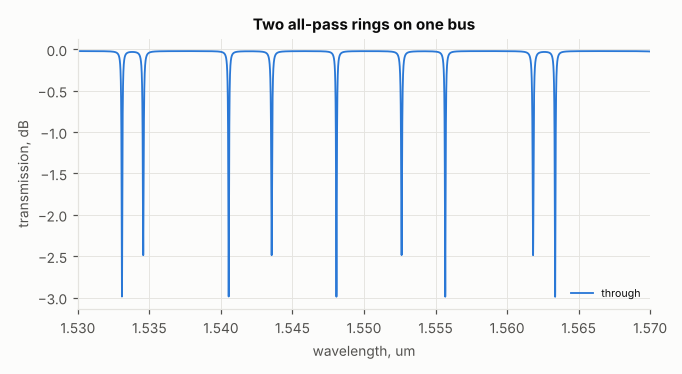 Two all-pass rings on one bus
transmission, dB
0.0
−0.5
−1.0
−1.5
−2.0
−2.5
−3.0
through
1.530 1.535 1.540 1.545 1.550 1.555 1.560 1.565 1.570
wavelength, um